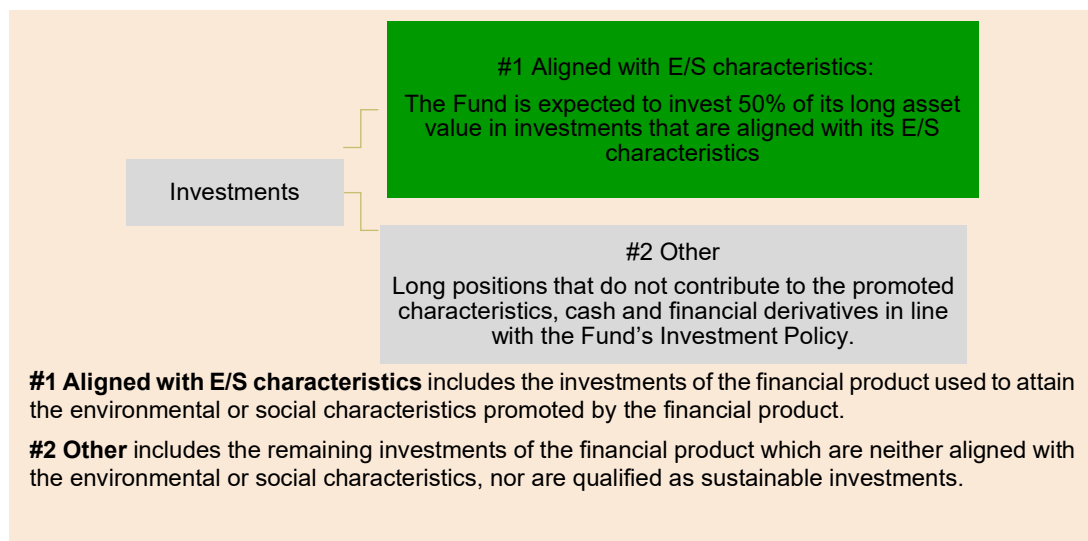 #1 Aligned with E/S characteristics:
The Fund is expected to invest 50% of its long asset
value in investments that are aligned with its E/S
characteristics
Investments
#2 Other
Long positions that do not contribute to the promoted
characteristics, cash and financial derivatives in line
with the Fund’s Investment Policy.
#1 Aligned with E/S characteristics includes the investments of the financial product used to attain
the environmental or social characteristics promoted by the financial product.
#2 Other includes the remaining investments of the financial product which are neither aligned with
the environmental or social characteristics, nor are qualified as sustainable investments.